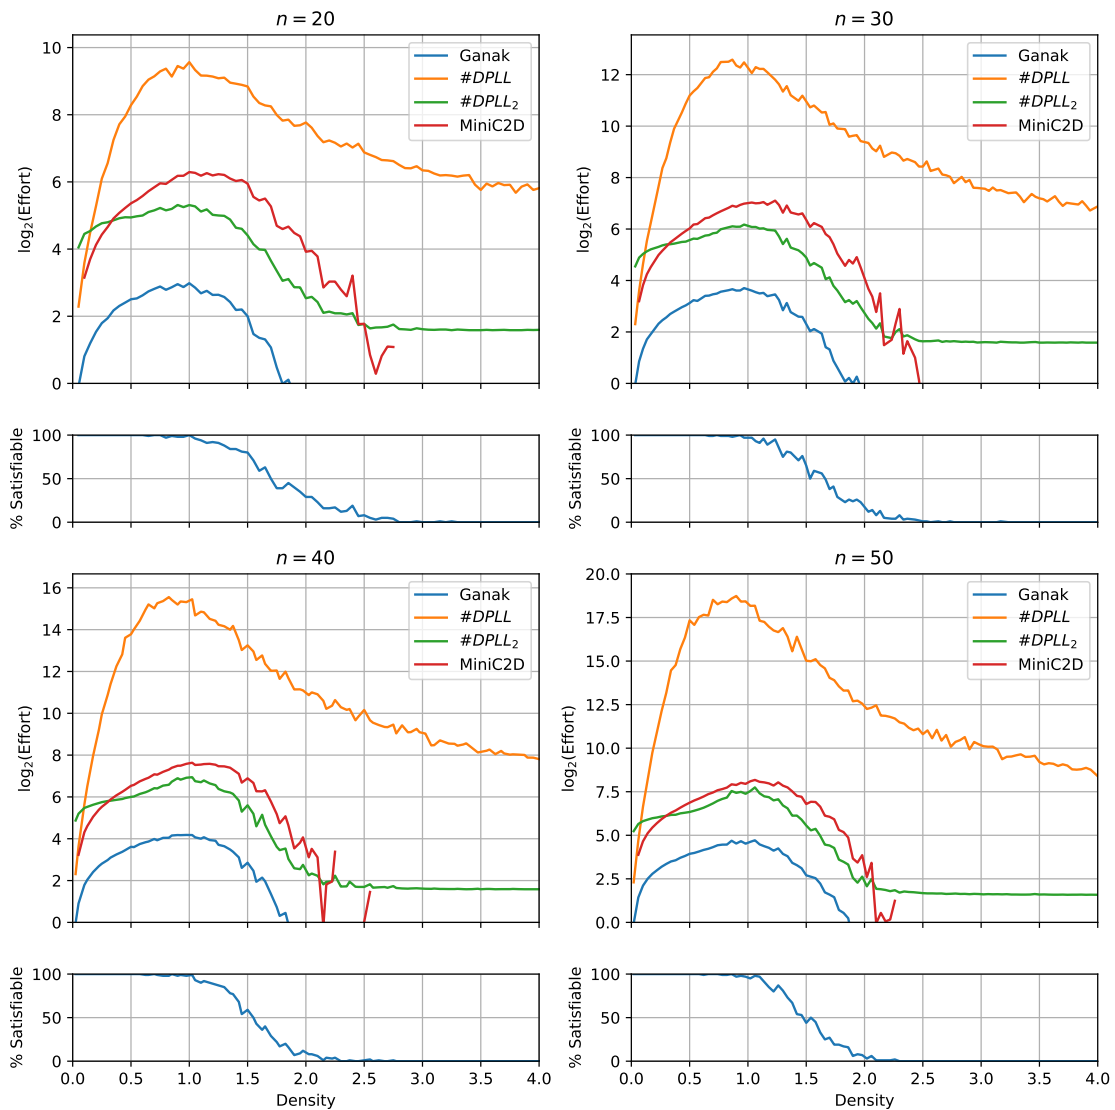 n = 20
10
8
6
4
2
0
log₂(Effort)
Ganak
#DPLL
#DPLL₂
MiniC2D
100
50
0
% Satisfiable
n = 30
12
10
8
6
4
2
0
log₂(Effort)
Ganak
#DPLL
#DPLL₂
MiniC2D
100
50
0
% Satisfiable
n = 40
16
14
12
10
8
6
4
2
0
log₂(Effort)
Ganak
#DPLL
#DPLL₂
MiniC2D
100
50
0
% Satisfiable
0.0 0.5 1.0 1.5 2.0 2.5 3.0 3.5 4.0
Density
n = 50
20.0
17.5
15.0
12.5
10.0
7.5
5.0
2.5
0.0
log₂(Effort)
Ganak
#DPLL
#DPLL₂
MiniC2D
100
50
0
% Satisfiable
0.0 0.5 1.0 1.5 2.0 2.5 3.0 3.5 4.0
Density